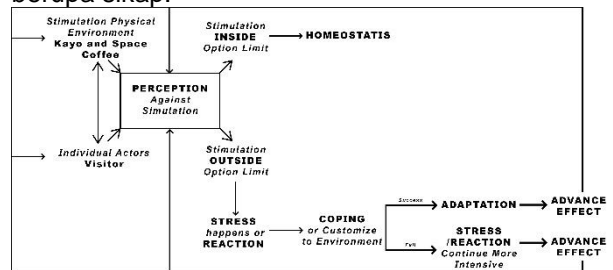 berupa sikap.
Stimulation Physical
Environment
Kayo and Space
Coffee
Stimulation
INSIDE
Option Limit
HOMEOSTATIS
PERCEPTION
Against
Simulation
Individual Actors
Visitor
Stimulation
OUTSIDE
Option Limit
STRESS
happens or
REACTION
COPING
or Customize
to Environment
Success
ADAPTATION
ADVANCE
EFFECT
STRESS
/REACTION
Continue More
Intensive
ADVANCE
EFFECT